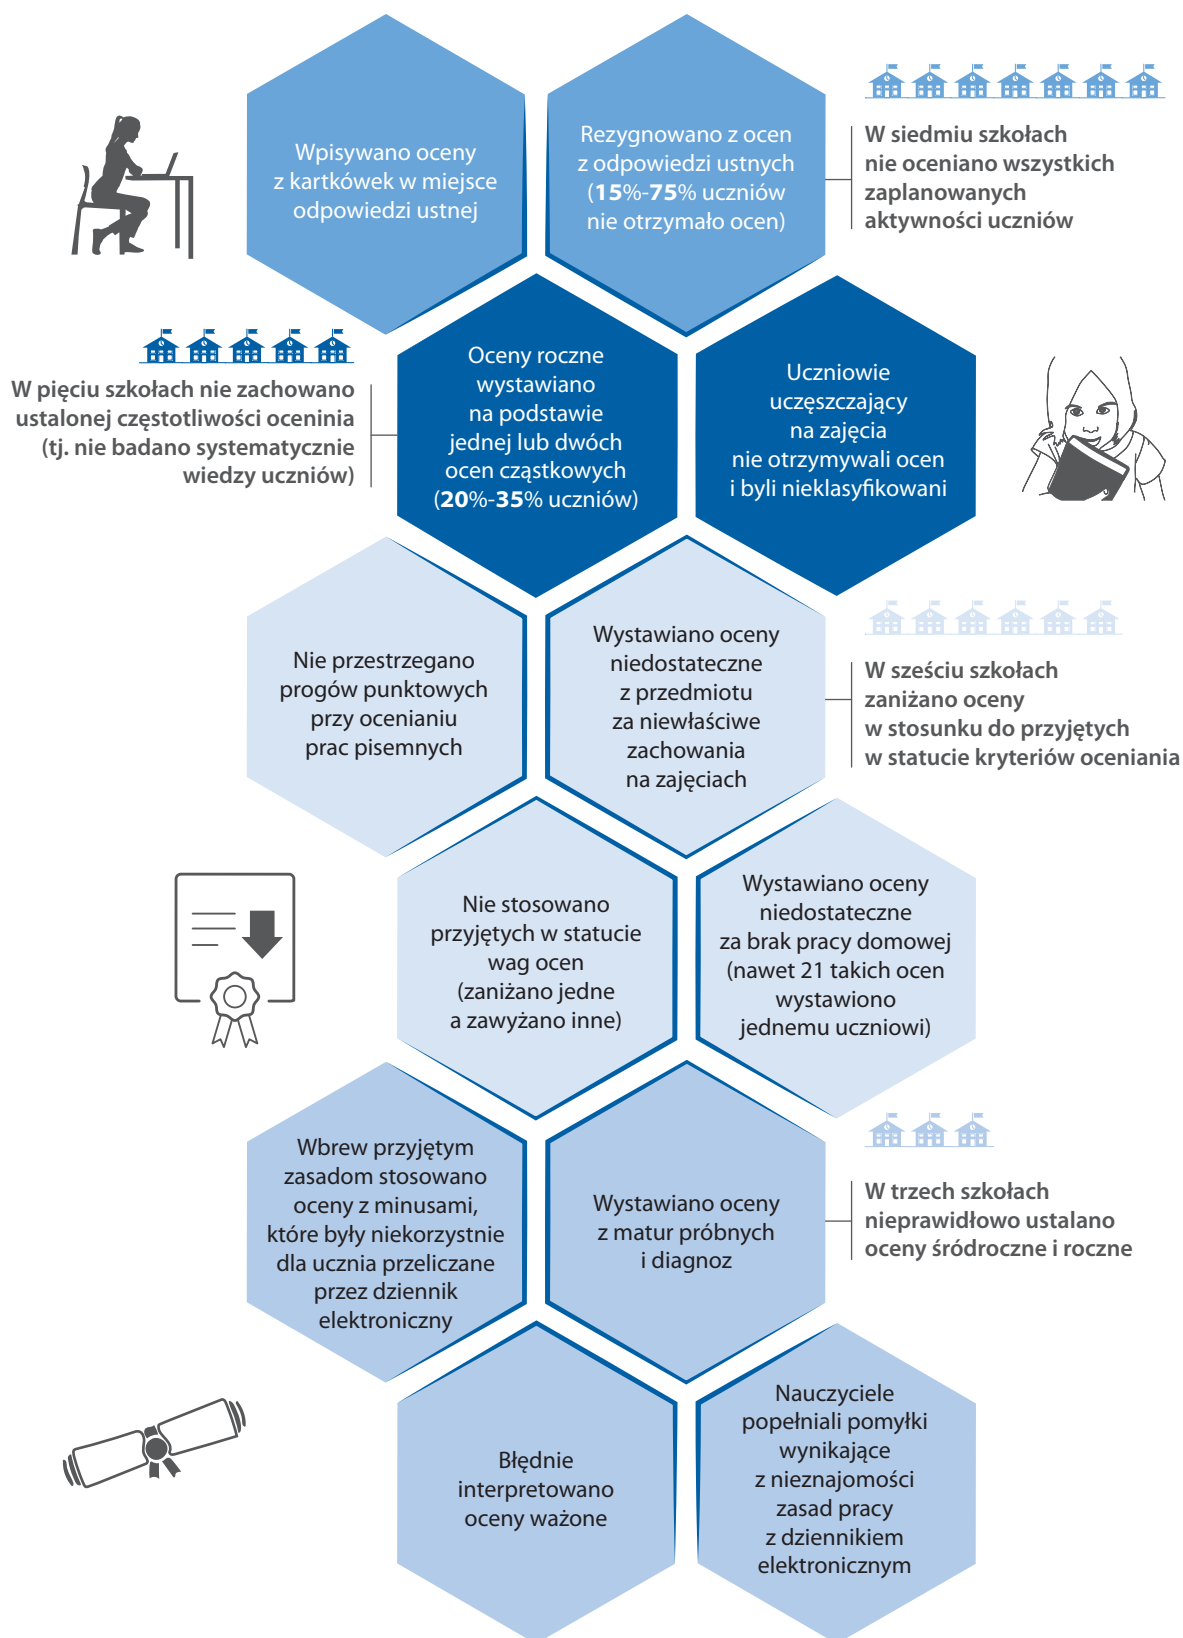 Wpisywano oceny
z kartkówek w miejsce
odpowiedzi ustnej
Rezygnowano z ocen
z odpowiedzi ustnych
(15%-75% uczniów
nie otrzymało ocen)
W siedmiu szkołach
nie oceniano wszystkich
zaplanowanych
aktywności uczniów
W pięciu szkołach nie zachowano
ustalonej częstotliwości oceninia
(tj. nie badano systematycznie
wiedzy uczniów)
Oceny roczne
wystawiano
na podstawie
jednej lub dwóch
ocen cząstkowych
(20%-35% uczniów)
Uczniowie
uczęszczający
na zajęcia
nie otrzymywali ocen
i byli nieklasyfikowani
Nie przestrzegano
progów punktowych
przy ocenianiu
prac pisemnych
Wystawiano oceny
niedostateczne
z przedmiotu
za niewłaściwe
zachowania
na zajęciach
W sześciu szkołach
zaniżano oceny
w stosunku do przyjętych
w statucie kryteriów oceniania
Nie stosowano
przyjętych w statucie
wag ocen
(zaniżano jedne
a zawyżano inne)
Wystawiano oceny
niedostateczne
za brak pracy domowej
(nawet 21 takich ocen
wystawiono
jednemu uczniowi)
Wbrew przyjętym
zasadom stosowano
oceny z minusami,
które były niekorzystnie
dla ucznia przeliczane
przez dziennik
elektroniczny
Wystawiano oceny
z matur próbnych
i diagnoz
W trzech szkołach
nieprawidłowo ustalano
oceny śródroczne i roczne
Błędnie
interpretowano
oceny ważone
Nauczyciele
popełniali pomyłki
wynikające
z nieznajomości
zasad pracy
z dziennikiem
elektronicznym